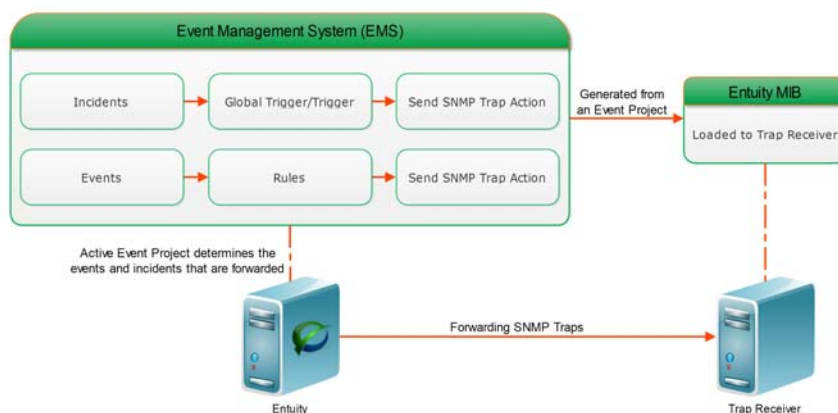 Event Management System (EMS)
Incidents
Global Trigger/Trigger
Send SNMP Trap Action
Events
Rules
Send SNMP Trap Action
Generated from
an Event Project
Entuity MIB
Loaded to Trap Receiver
Active Event Project determines the
events and incidents that are forwarded
Forwarding SNMP Traps
Entuity
Trap Receiver